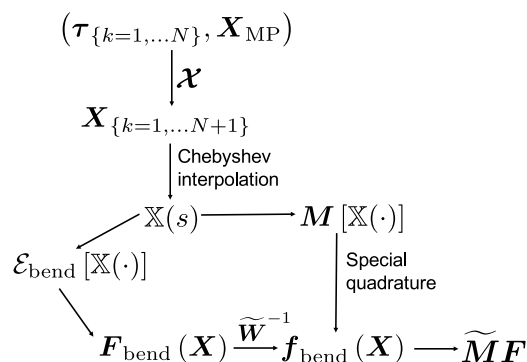 (τ_{k=1,...N}, X_MP)
𝓧
X_{k=1,...N+1}
Chebyshev
interpolation
𝕏(s) M [𝕏(·)]
ℰ_bend [𝕏(·)]
Special
quadrature
F_bend (X) W̃^{-1} f_bend (X) M̃F